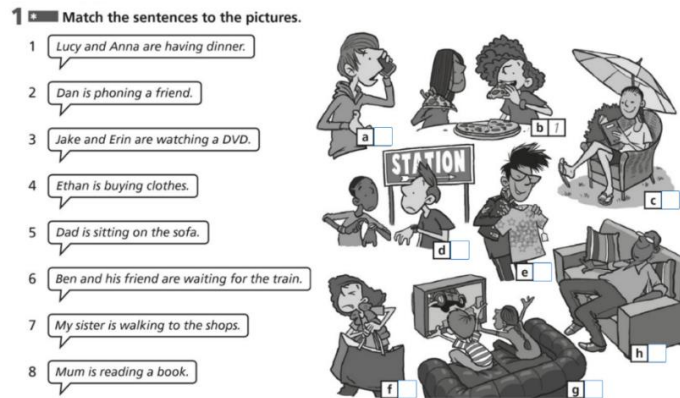 1 Match the sentences to the pictures.
1 Lucy and Anna are having dinner.
2 Dan is phoning a friend.
3 Jake and Erin are watching a DVD.
4 Ethan is buying clothes.
5 Dad is sitting on the sofa.
6 Ben and his friend are waiting for the train.
7 My sister is walking to the shops.
8 Mum is reading a book.
a
b 1
STATION
c
d
e
f
g
h